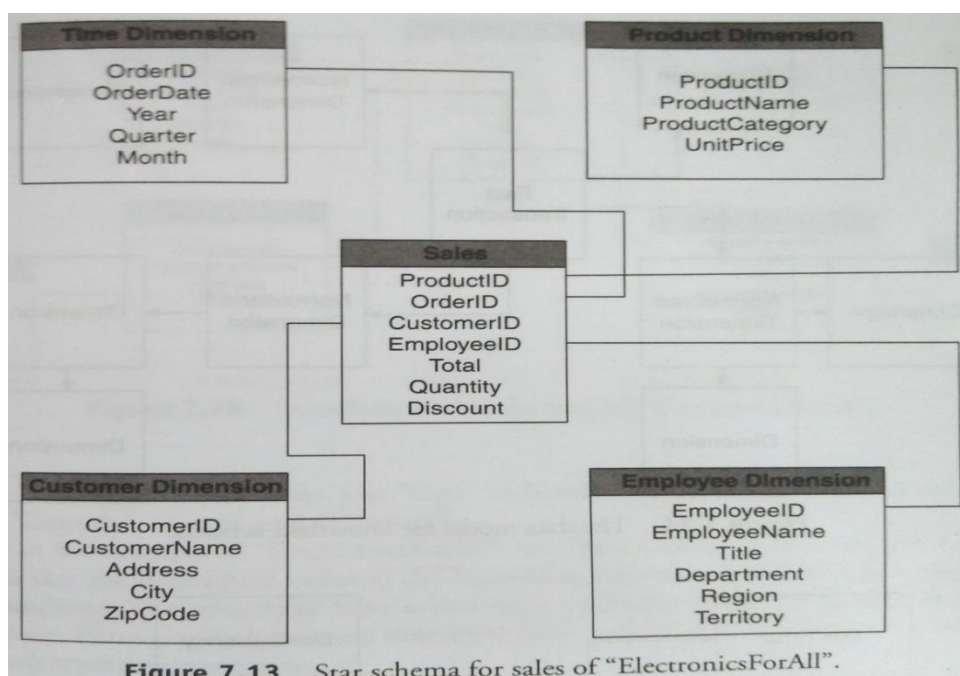 Time Dimension
OrderID
OrderDate
Year
Quarter
Month
Product Dimension
ProductID
ProductName
ProductCategory
UnitPrice
Sales
ProductID
OrderID
CustomerID
EmployeeID
Total
Quantity
Discount
Customer Dimension
CustomerID
CustomerName
Address
City
ZipCode
Employee Dimension
EmployeeID
EmployeeName
Title
Department
Region
Territory
Figure 7.13 Star schema for sales of “ElectronicsForAll”.